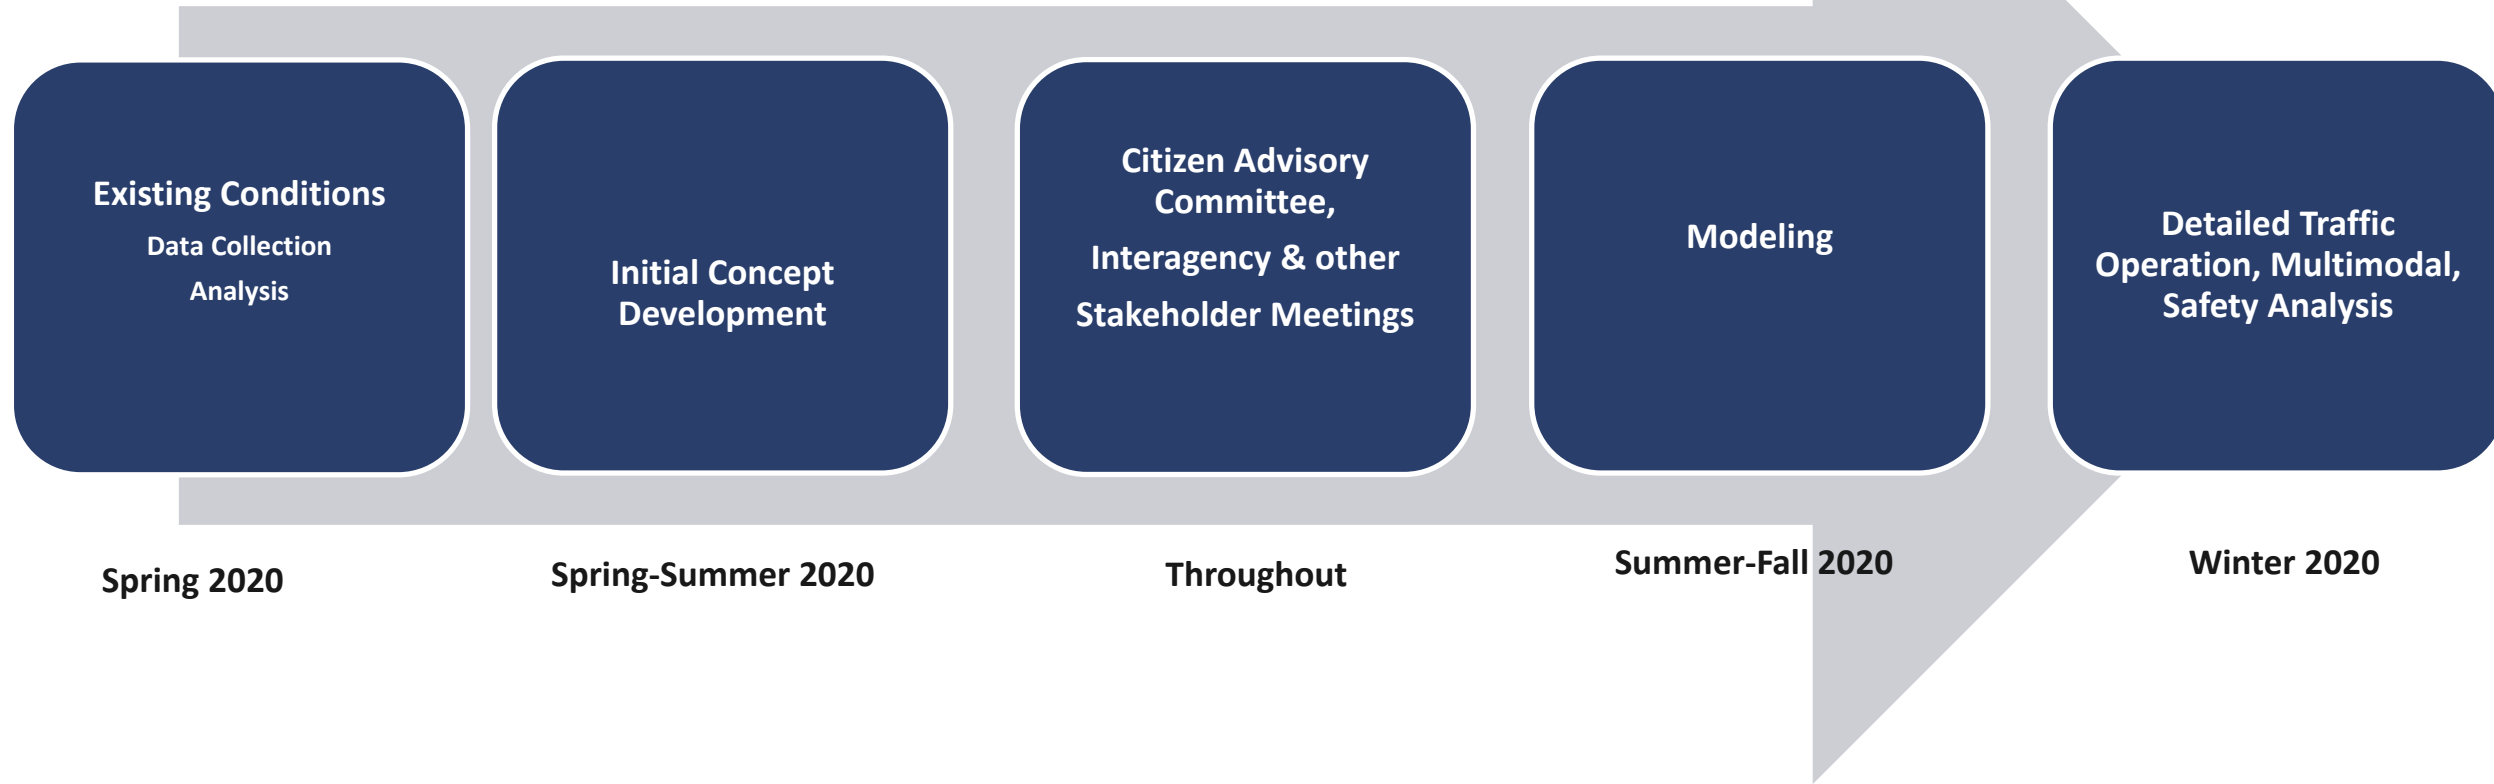 Existing Conditions
Data Collection
Analysis
Initial Concept
Development
Citizen Advisory
Committee,
Interagency & other
Stakeholder Meetings
Modeling
Detailed Traffic
Operation, Multimodal,
Safety Analysis
Spring 2020
Spring-Summer 2020
Throughout
Summer-Fall 2020
Winter 2020